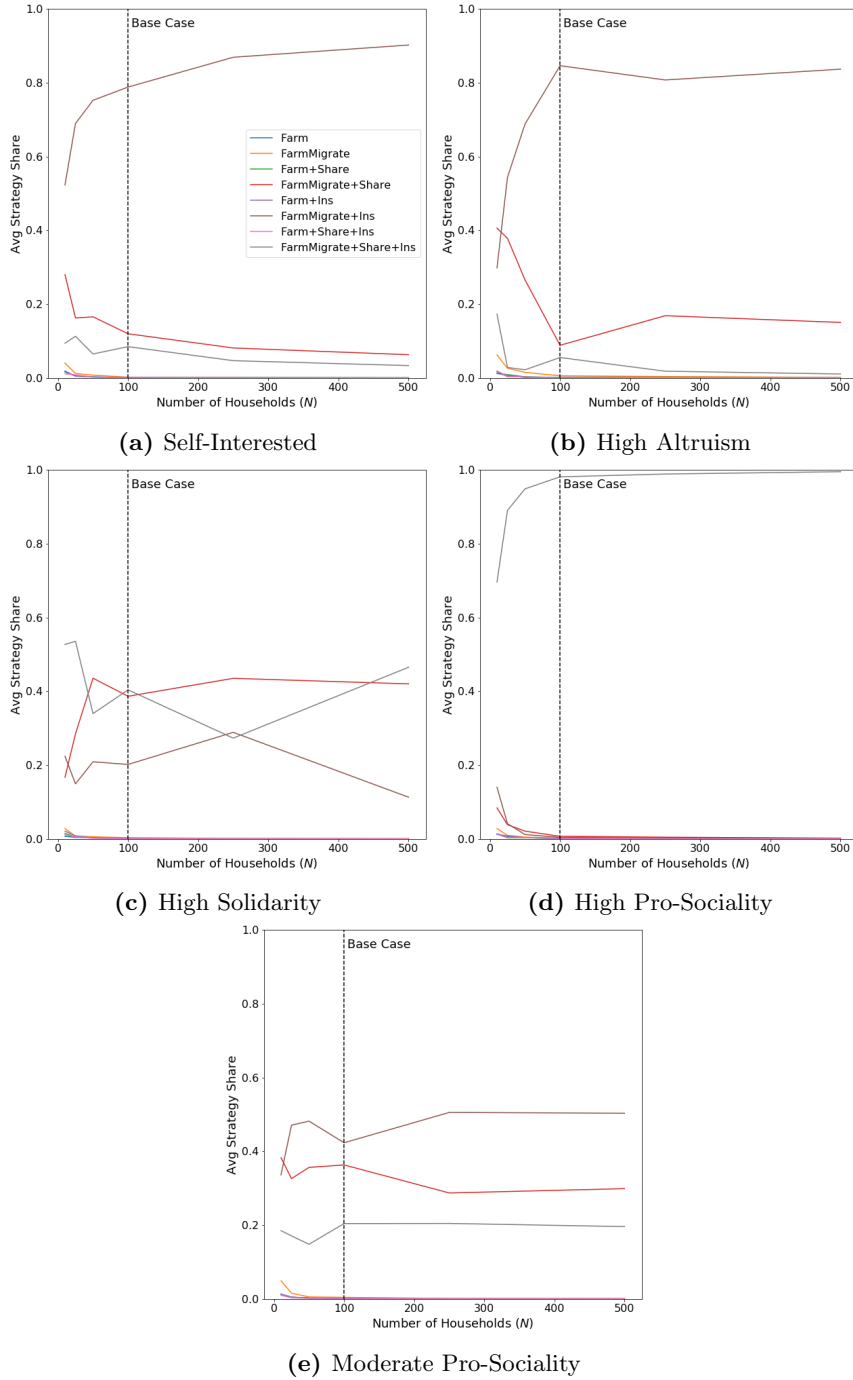 1.0
0.8
0.6
0.4
0.2
0.0
Avg Strategy Share
Base Case
Farm
FarmMigrate
Farm+Share
FarmMigrate+Share
Farm+Ins
FarmMigrate+Ins
Farm+Share+Ins
FarmMigrate+Share+Ins
0 100 200 300 400 500
Number of Households (N)
(a) Self-Interested
1.0
0.8
0.6
0.4
0.2
0.0
Avg Strategy Share
Base Case
0 100 200 300 400 500
Number of Households (N)
(b) High Altruism
1.0
0.8
0.6
0.4
0.2
0.0
Avg Strategy Share
Base Case
0 100 200 300 400 500
Number of Households (N)
(c) High Solidarity
1.0
0.8
0.6
0.4
0.2
0.0
Avg Strategy Share
Base Case
0 100 200 300 400 500
Number of Households (N)
(d) High Pro-Sociality
1.0
0.8
0.6
0.4
0.2
0.0
Avg Strategy Share
Base Case
0 100 200 300 400 500
Number of Households (N)
(e) Moderate Pro-Sociality